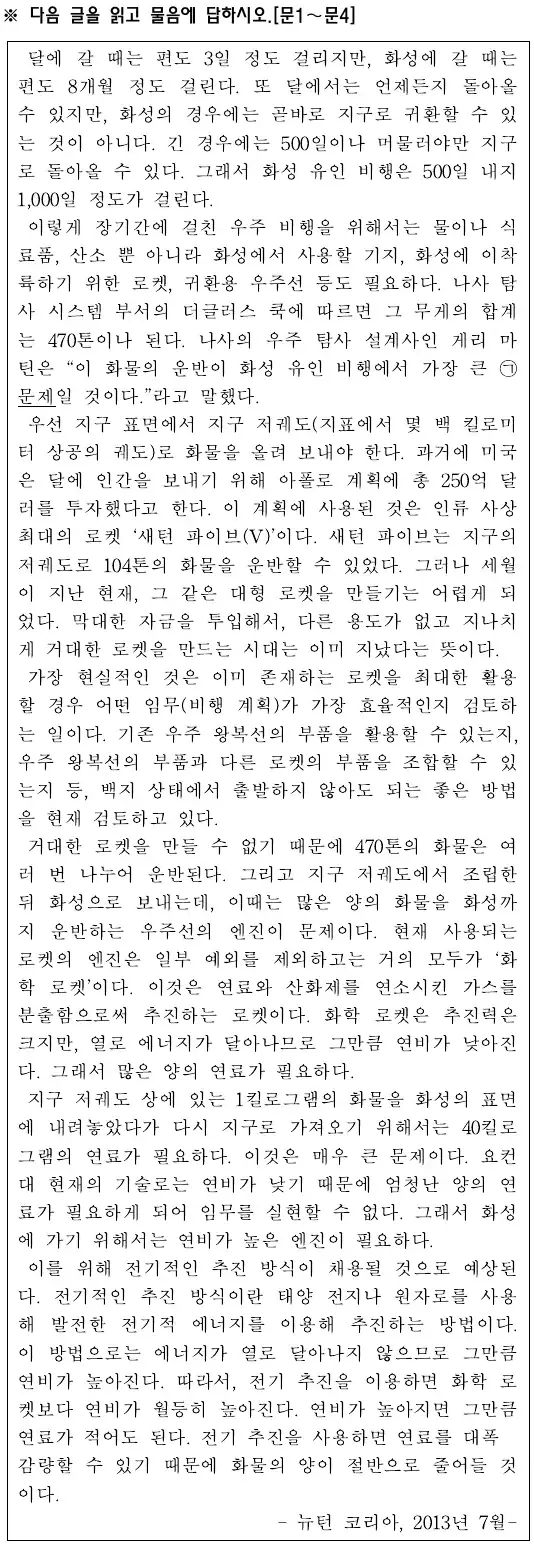 ※ 다음 글을 읽고 물음에 답하시오.[문1～문4]
달에 갈 때는 편도 3일 정도 걸리지만, 화성에 갈 때는
편도 8개월 정도 걸린다. 또 달에서는 언제든지 돌아올
수 있지만, 화성의 경우에는 곧바로 지구로 귀환할 수 있
는 것이 아니다. 긴 경우에는 500일이나 머물러야만 지구
로 돌아올 수 있다. 그래서 화성 유인 비행은 500일 내지
1,000일 정도가 걸린다.
이렇게 장기간에 걸친 우주 비행을 위해서는 물이나 식
료품, 산소 뿐 아니라 화성에서 사용할 기지, 화성에 이착
륙하기 위한 로켓, 귀환용 우주선 등도 필요하다. 나사 탐
사 시스템 부서의 더글러스 쿡에 따르면 그 무게의 합계
는 470톤이나 된다. 나사의 우주 탐사 설계사인 게리 마
틴은 “이 화물의 운반이 화성 유인 비행에서 가장 큰 ㉠
문제일 것이다.”라고 말했다.
우선 지구 표면에서 지구 저궤도(지표에서 몇 백 킬로미
터 상공의 궤도)로 화물을 올려 보내야 한다. 과거에 미국
은 달에 인간을 보내기 위해 아폴로 계획에 총 250억 달
러를 투자했다고 한다. 이 계획에 사용된 것은 인류 사상
최대의 로켓 ‘새턴 파이브(V)’이다. 새턴 파이브는 지구의
저궤도로 104톤의 화물을 운반할 수 있었다. 그러나 세월
이 지난 현재, 그 같은 대형 로켓을 만들기는 어렵게 되
었다. 막대한 자금을 투입해서, 다른 용도가 없고 지나치
게 거대한 로켓을 만드는 시대는 이미 지났다는 뜻이다.
가장 현실적인 것은 이미 존재하는 로켓을 최대한 활용
할 경우 어떤 임무(비행 계획)가 가장 효율적인지 검토하
는 일이다. 기존 우주 왕복선의 부품을 활용할 수 있는지,
우주 왕복선의 부품과 다른 로켓의 부품을 조합할 수 있
는지 등, 백지 상태에서 출발하지 않아도 되는 좋은 방법
을 현재 검토하고 있다.
거대한 로켓을 만들 수 없기 때문에 470톤의 화물은 여
러 번 나누어 운반된다. 그리고 지구 저궤도에서 조립한
뒤 화성으로 보내는데, 이때는 많은 양의 화물을 화성까
지 운반하는 우주선의 엔진이 문제이다. 현재 사용되는
로켓의 엔진은 일부 예외를 제외하고는 거의 모두가 ‘화
학 로켓’이다. 이것은 연료와 산화제를 연소시킨 가스를
분출함으로써 추진하는 로켓이다. 화학 로켓은 추진력은
크지만, 열로 에너지가 달아나므로 그만큼 연비가 낮아진
다. 그래서 많은 양의 연료가 필요하다.
지구 저궤도 상에 있는 1킬로그램의 화물을 화성의 표면
에 내려놓았다가 다시 지구로 가져오기 위해서는 40킬로
그램의 연료가 필요하다. 이것은 매우 큰 문제이다. 요컨
대 현재의 기술로는 연비가 낮기 때문에 엄청난 양의 연
료가 필요하게 되어 임무를 실현할 수 없다. 그래서 화성
에 가기 위해서는 연비가 높은 엔진이 필요하다.
이를 위해 전기적인 추진 방식이 채용될 것으로 예상된
다. 전기적인 추진 방식이란 태양 전지나 원자로를 사용
해 발전한 전기적 에너지를 이용해 추진하는 방법이다.
이 방법으로는 에너지가 열로 달아나지 않으므로 그만큼
연비가 높아진다. 따라서, 전기 추진을 이용하면 화학 로
켓보다 연비가 월등히 높아진다. 연비가 높아지면 그만큼
연료가 적어도 된다. 전기 추진을 사용하면 연료를 대폭
감량할 수 있기 때문에 화물의 양이 절반으로 줄어들 것
이다.
- 뉴턴 코리아, 2013년 7월-